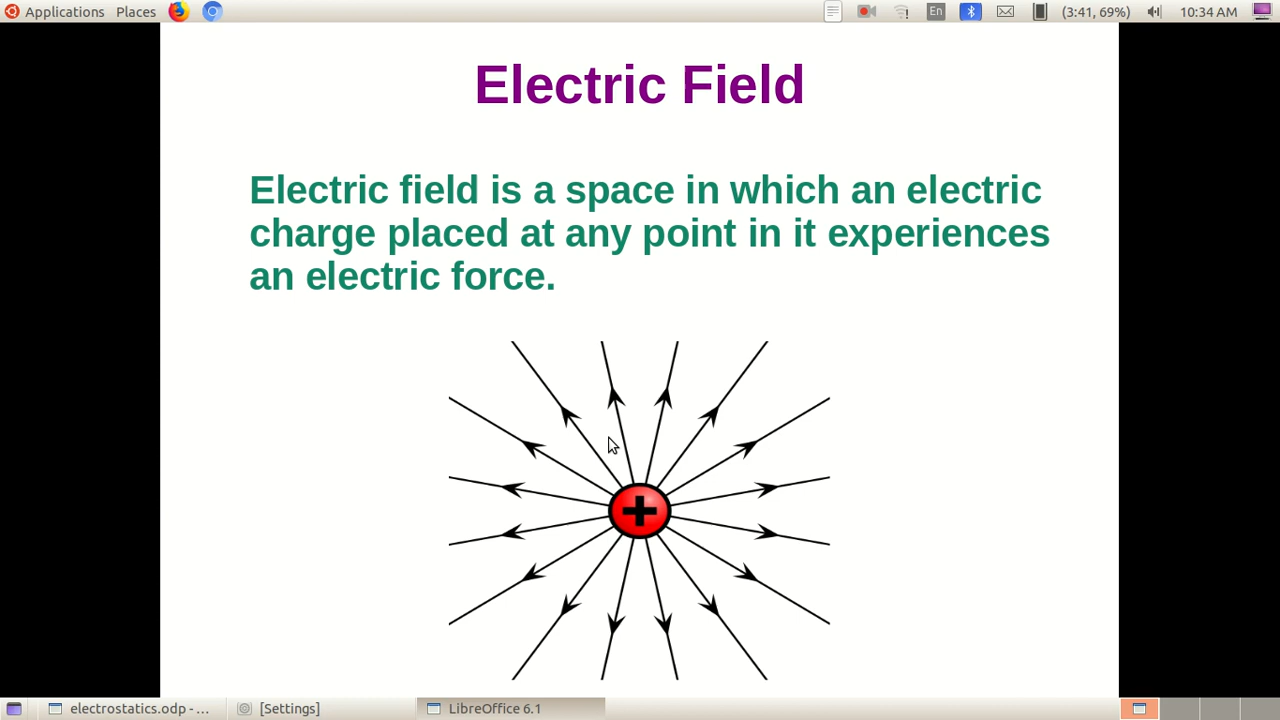 Applications Places En (3:41, 69%) 10:34 AM
Electric Field
Electric field is a space in which an electric
charge placed at any point in it experiences
an electric force.
+
electrostatics.odp - ... [Settings] LibreOffice 6.1